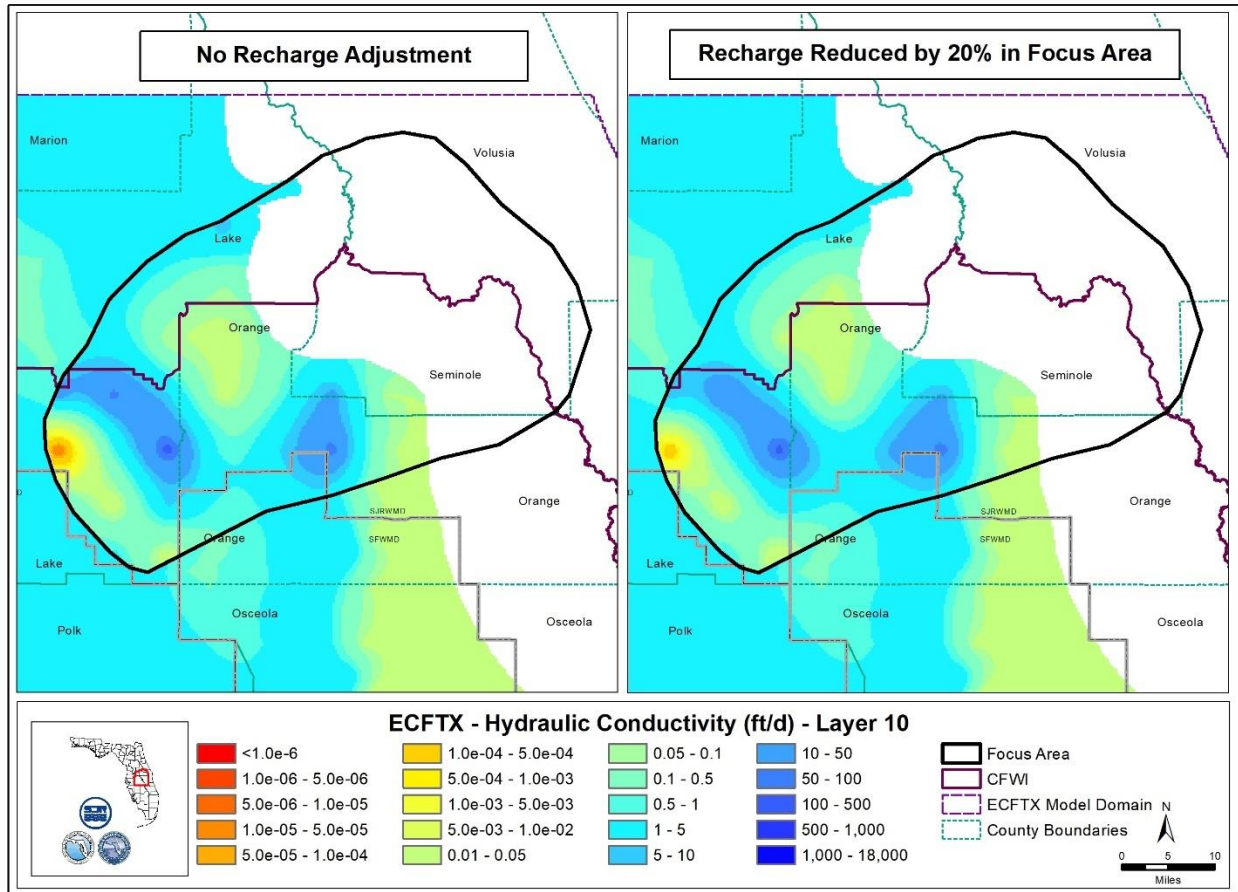 No Recharge Adjustment
Marion
Volusia
Lake
Orange
Seminole
Orange
SJRWMD
Orange
SFWMD
Lake
Osceola
Osceola
Polk
Recharge Reduced by 20% in Focus Area
Marion
Volusia
Lake
Orange
Seminole
Orange
SJRWMD
Orange
SFWMD
Lake
Osceola
Osceola
Polk
ECFTX - Hydraulic Conductivity (ft/d) - Layer 10
<1.0e-6
1.0e-06 - 5.0e-06
5.0e-06 - 1.0e-05
1.0e-05 - 5.0e-05
5.0e-05 - 1.0e-04
1.0e-04 - 5.0e-04
5.0e-04 - 1.0e-03
1.0e-03 - 5.0e-03
5.0e-03 - 1.0e-02
0.01 - 0.05
0.05 - 0.1
0.1 - 0.5
0.5 - 1
1 - 5
5 - 10
10 - 50
50 - 100
100 - 500
500 - 1,000
1,000 - 18,000
Focus Area
CFWI
ECFTX Model Domain
County Boundaries
N
0 5 10
Miles